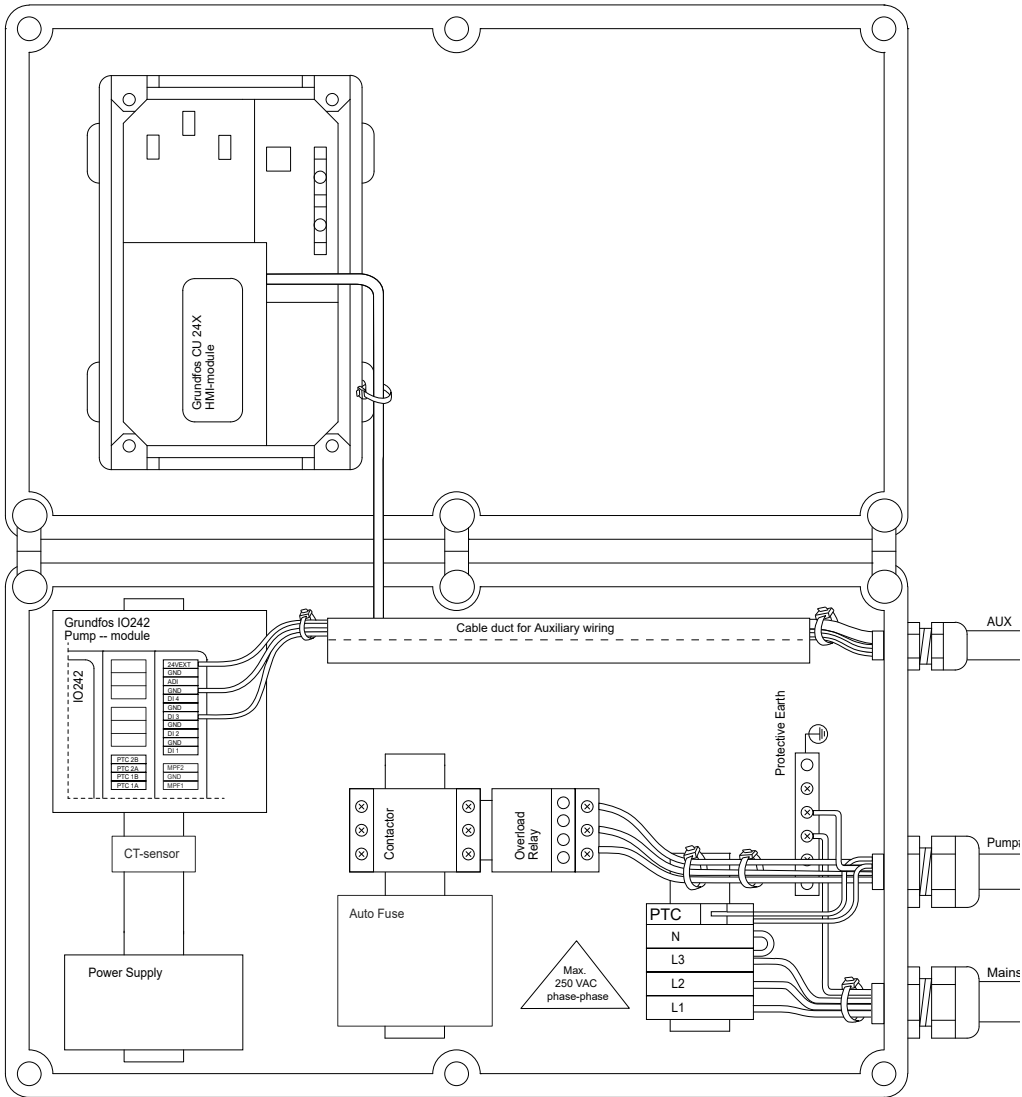 Grundfos CU 24X
HMI-module
Grundfos IO242
Pump -- module
IO242
24VEXT
GND
ADI
GND
DI 4
GND
DI 3
GND
DI 2
GND
DI 1
PTC 2B
PTC 2A
PTC 1B
PTC 1A
MPF2
GND
MPF1
Cable duct for Auxiliary wiring
AUX
Protective Earth
CT-sensor
Contactor
Overload
Relay
Pump
Auto Fuse
PTC
N
L3
L2
L1
Max.
250 VAC
phase-phase
Power Supply
Mains